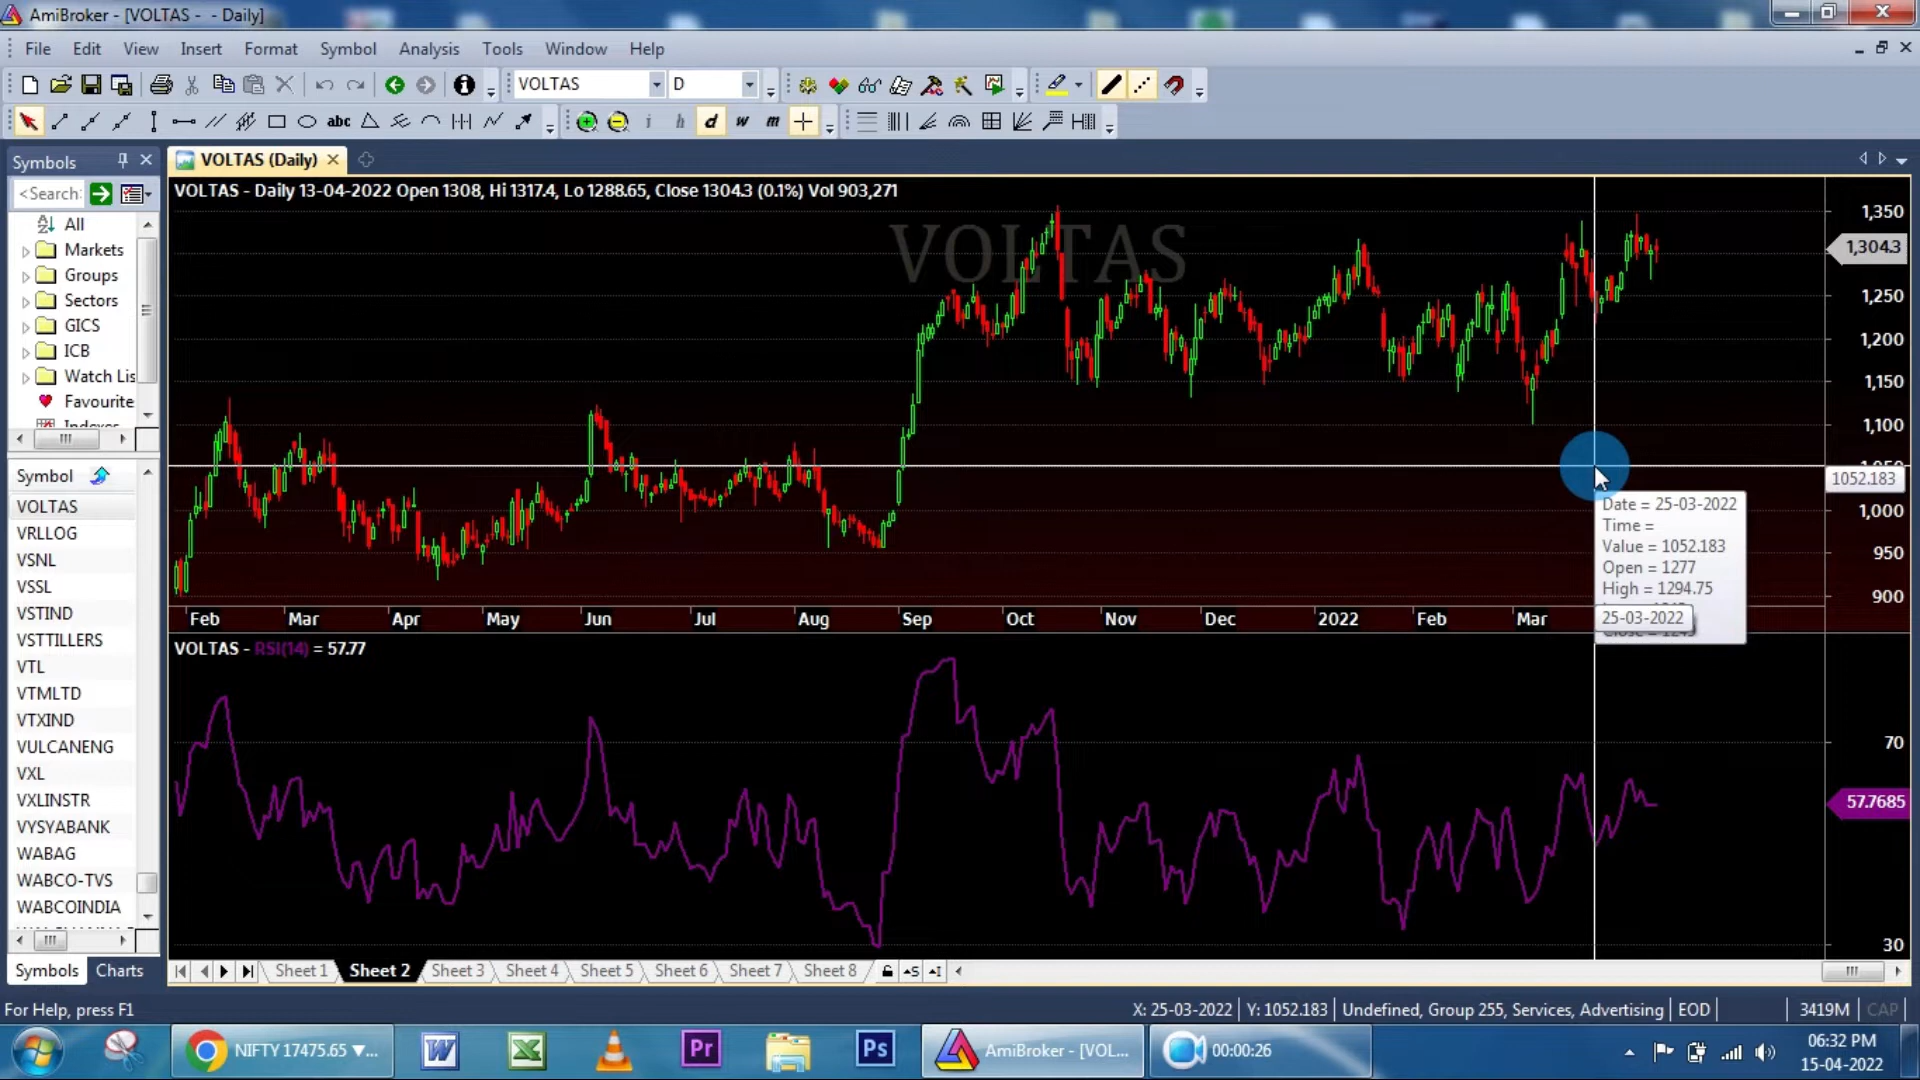 AmiBroker - [VOLTAS - - Daily]
File Edit View Insert Format Symbol Analysis Tools Window Help
VOLTAS D
abc i h d w m
Symbols
VOLTAS (Daily)
<Search:
VOLTAS - Daily 13-04-2022 Open 1308, Hi 1317.4, Lo 1288.65, Close 1304.3 (0.1%) Vol 903,271
VOLTAS
All
Markets
Groups
Sectors
GICS
ICB
Watch Lis
Favourite
1,350
1,304.3
1,250
1,200
1,150
1,100
1052.183
1,000
950
900
Date = 25-03-2022
Time =
Value = 1052.183
Open = 1277
High = 1294.75
25-03-2022
Feb Mar Apr May Jun Jul Aug Sep Oct Nov Dec 2022 Feb Mar
Symbol
VOLTAS
VRLLOG
VSNL
VSSL
VSTIND
VSTTILLERS
VTL
VTMLTD
VTXIND
VULCANENG
VXL
VXLINSTR
VYSYABANK
WABAG
WABCO-TVS
WABCOINDIA
VOLTAS - RSI(14) = 57.77
70
57.7685
30
Symbols Charts
Sheet 1 Sheet 2 Sheet 3 Sheet 4 Sheet 5 Sheet 6 Sheet 7 Sheet 8
For Help, press F1
X: 25-03-2022 Y: 1052.183 Undefined, Group 255, Services, Advertising EOD 3419M CAP
NIFTY 17475.65 ▼...
W
X
Pr
Ps
AmiBroker - [VOL...
00:00:26
06:32 PM
15-04-2022